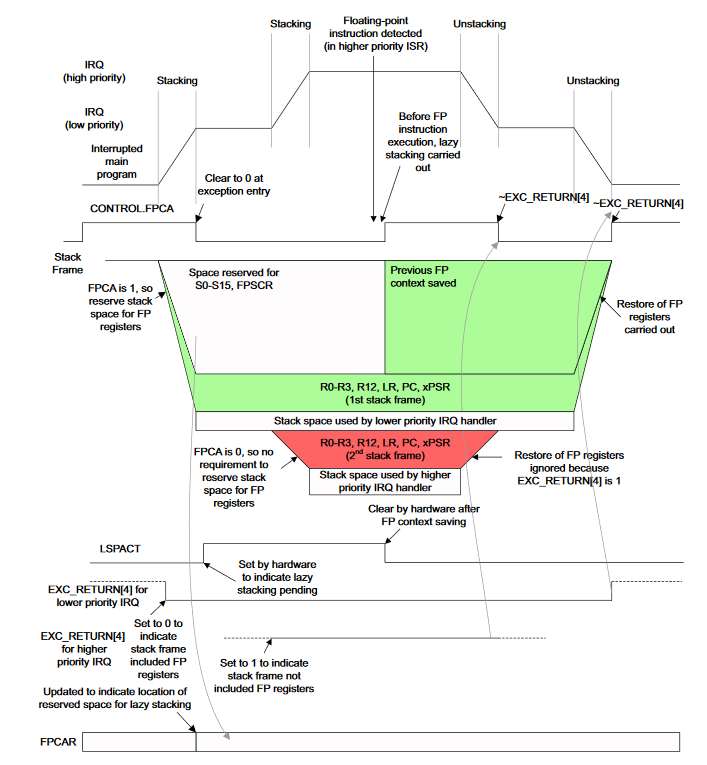 Stacking
Floating-point
instruction detected
(in higher priority ISR)
Unstacking
IRQ
(high priority)
Stacking
Unstacking
IRQ
(low priority)
Before FP
instruction
execution, lazy
stacking carried
out
Interrupted
main
program
Clear to 0 at
exception entry
~EXC_RETURN[4]
~EXC_RETURN[4]
CONTROL.FPCA
Stack
Frame
FPCA is 1, so
reserve stack
space for FP
registers
Space reserved for
S0-S15, FPSCR
Previous FP
context saved
Restore of FP
registers
carried out
R0-R3, R12, LR, PC, xPSR
(1st stack frame)
Stack space used by lower priority IRQ handler
R0-R3, R12, LR, PC, xPSR
(2nd stack frame)
FPCA is 0, so no
requirement to
reserve stack
space for FP
registers
Restore of FP registers
ignored because
EXC_RETURN[4] is 1
Stack space used by higher
priority IRQ handler
Clear by hardware after
FP context saving
LSPACT
Set by hardware
to indicate lazy
stacking pending
EXC_RETURN[4] for
lower priority IRQ
Set to 0 to
indicate
stack frame
included FP
registers
EXC_RETURN[4]
for higher
priority IRQ
Set to 1 to indicate
stack frame not
included FP registers
Updated to indicate location of
reserved space for lazy stacking
FPCAR